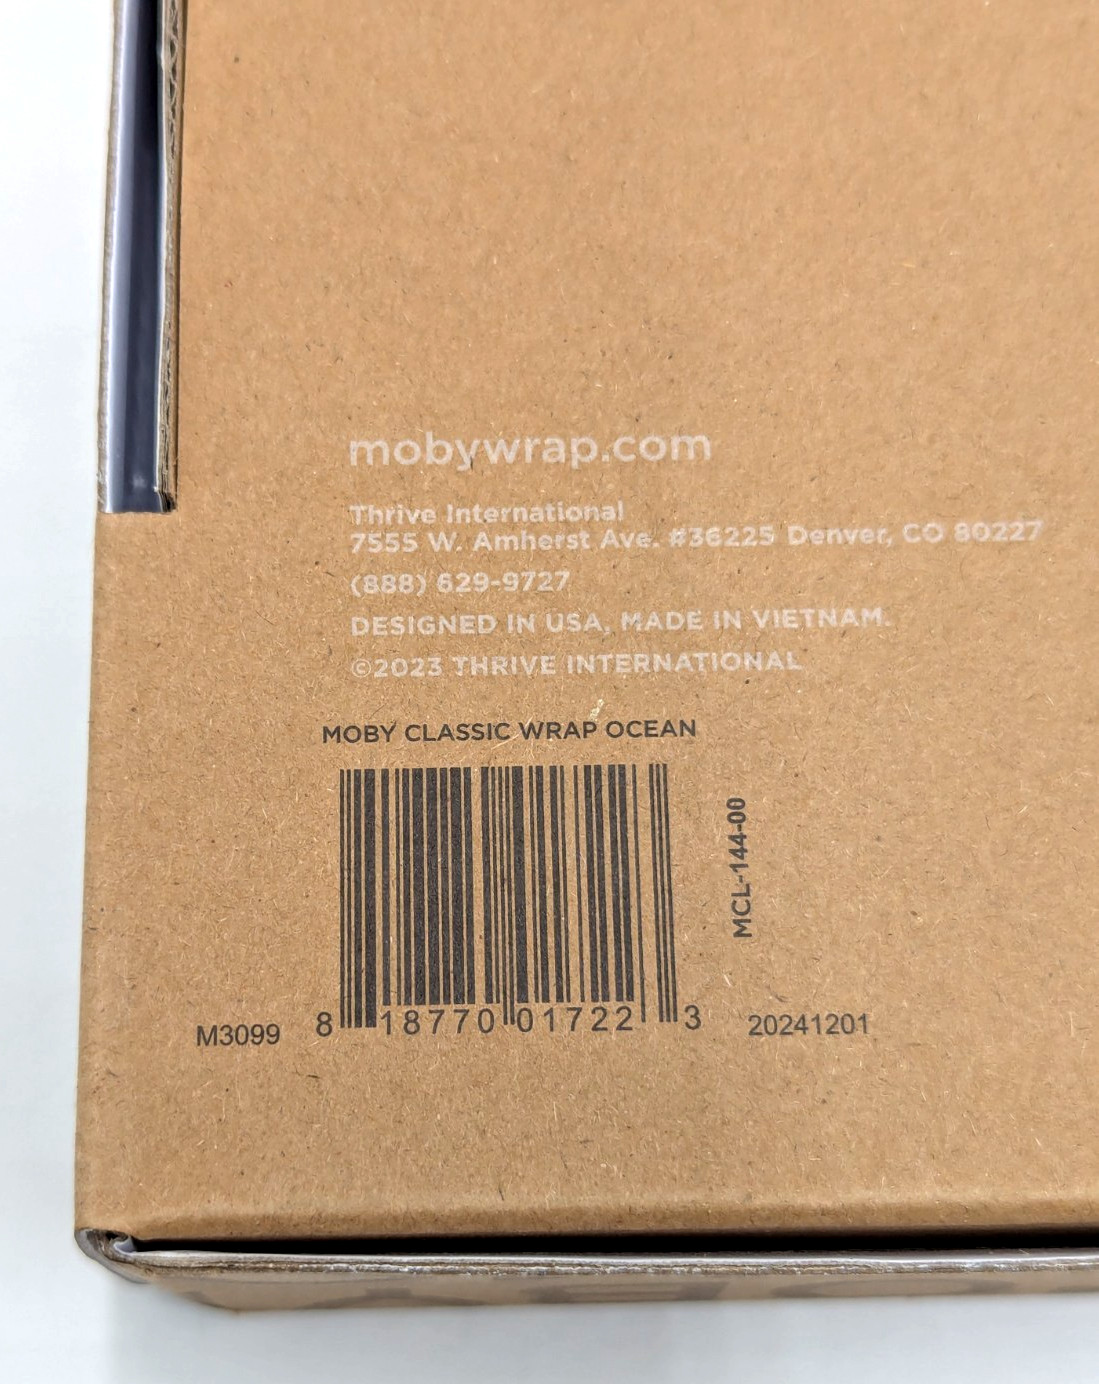 mobywrap.com
Thrive International
7555 W. Amherst Ave. #36225 Denver, CO 80227
(888) 629-9727
DESIGNED IN USA, MADE IN VIETNAM.
©2023 THRIVE INTERNATIONAL
MOBY CLASSIC WRAP OCEAN
MCL-144-00
M3099
8 18770 01722 3
20241201